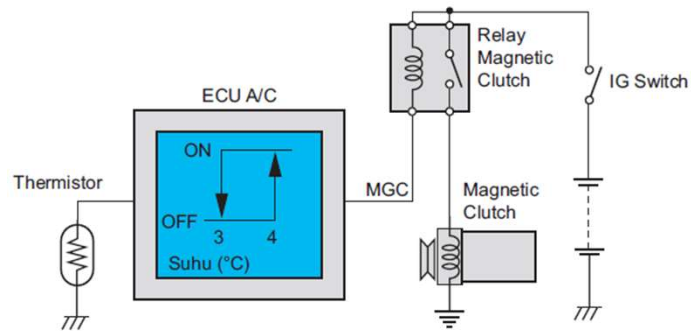 Relay
Magnetic
Clutch
IG Switch
ECU A/C
Thermistor
ON
OFF
3 4
Suhu (°C)
MGC
Magnetic
Clutch